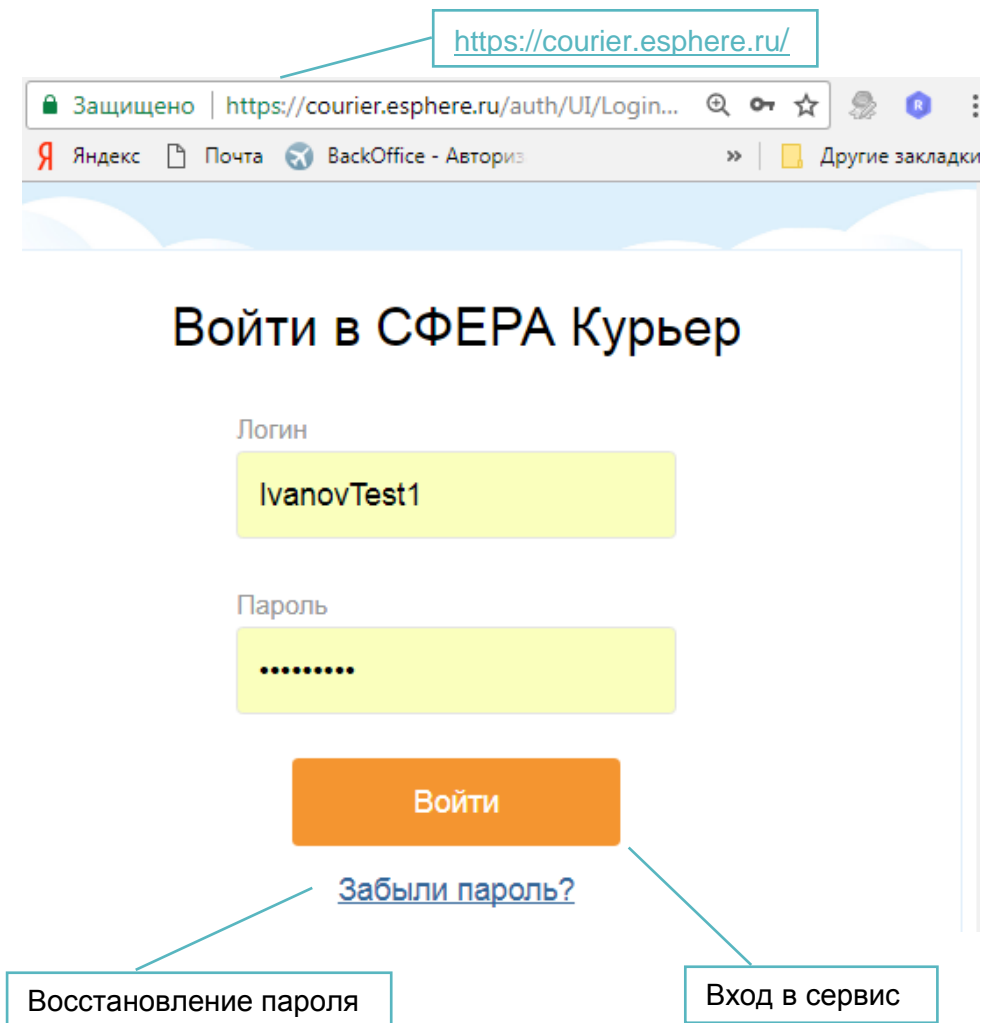 https://courier.esphere.ru/
Защищено | https://courier.esphere.ru/auth/UI/Login...
Яндекс Почта BackOffice - Авториз » Другие закладки
Войти в СФЕРА Курьер
Логин
IvanovTest1
Пароль
•••••••••
Войти
Забыли пароль?
Восстановление пароля
Вход в сервис